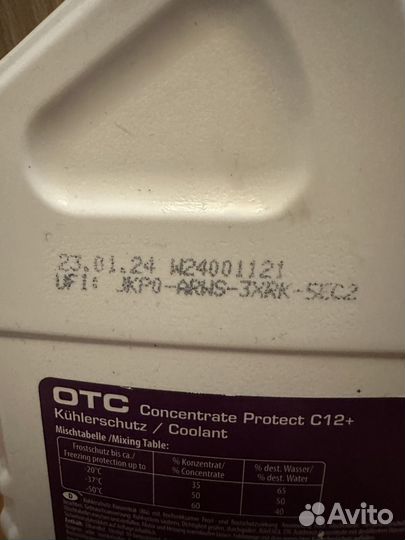 23.01.24 W24001121
UFI: JKP0-ARWS-3XRK-5EC2
OTC Concentrate Protect C12+
Kühlerschutz / Coolant
Mischtabelle /Mixing Table:
Frostschutz bis ca./ % Konzentrat/ % dest. Wasser/
Freezing protection up to % Concentrate % dest. Water
-20°C 35 65
-37°C 50 50
-50°C 60 40
Avito